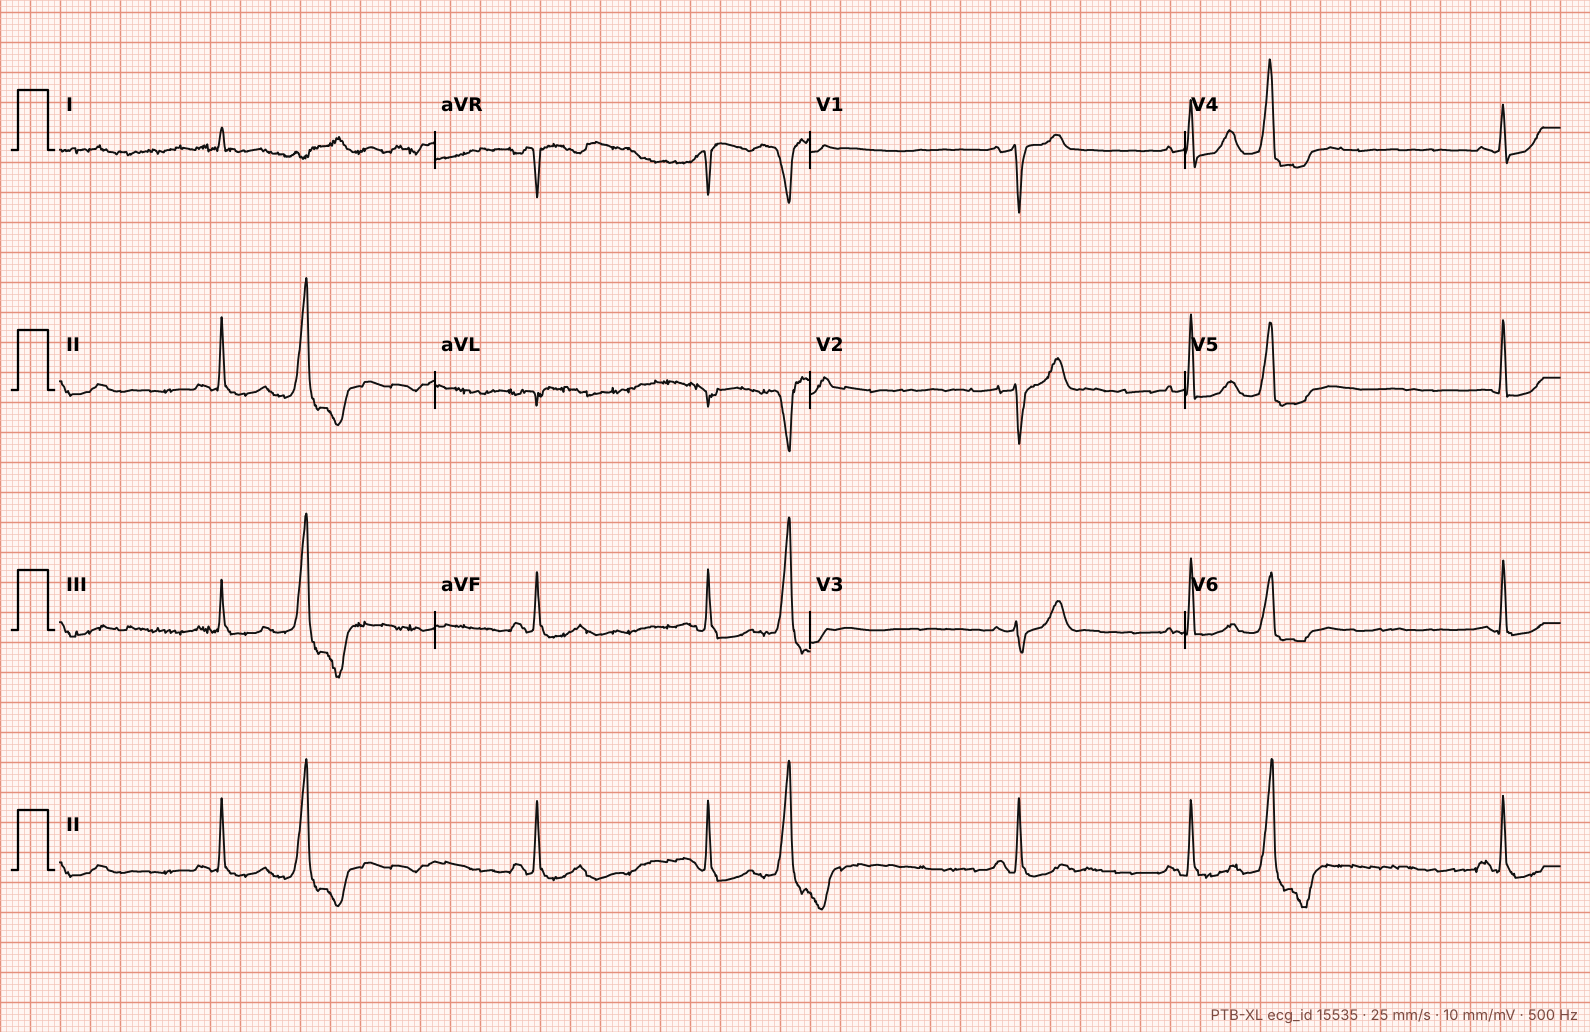 I aVR V1 V4
II aVL V2 V5
III aVF V3 V6
II
PTB-XL ecg_id 15535 · 25 mm/s · 10 mm/mV · 500 Hz